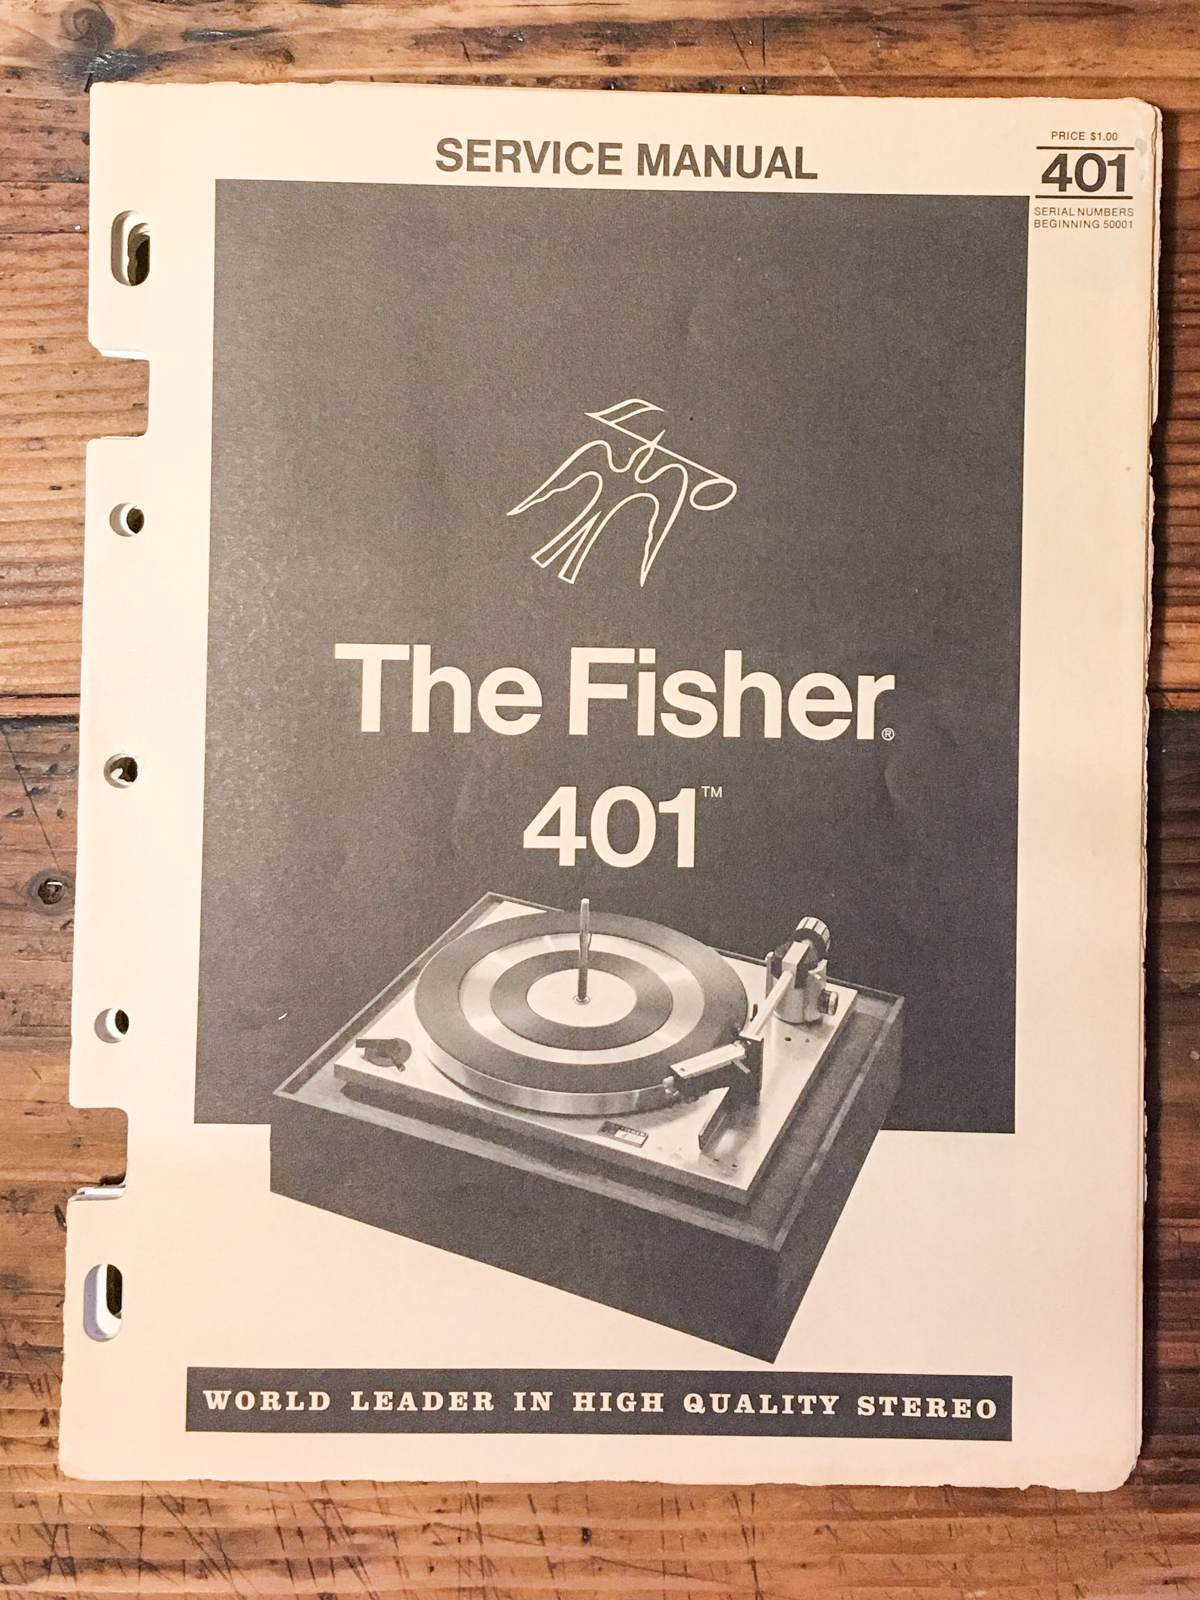 SERVICE MANUAL
PRICE $1.00
401
SERIAL NUMBERS
BEGINNING 50001
The Fisher®
401™
WORLD LEADER IN HIGH QUALITY STEREO